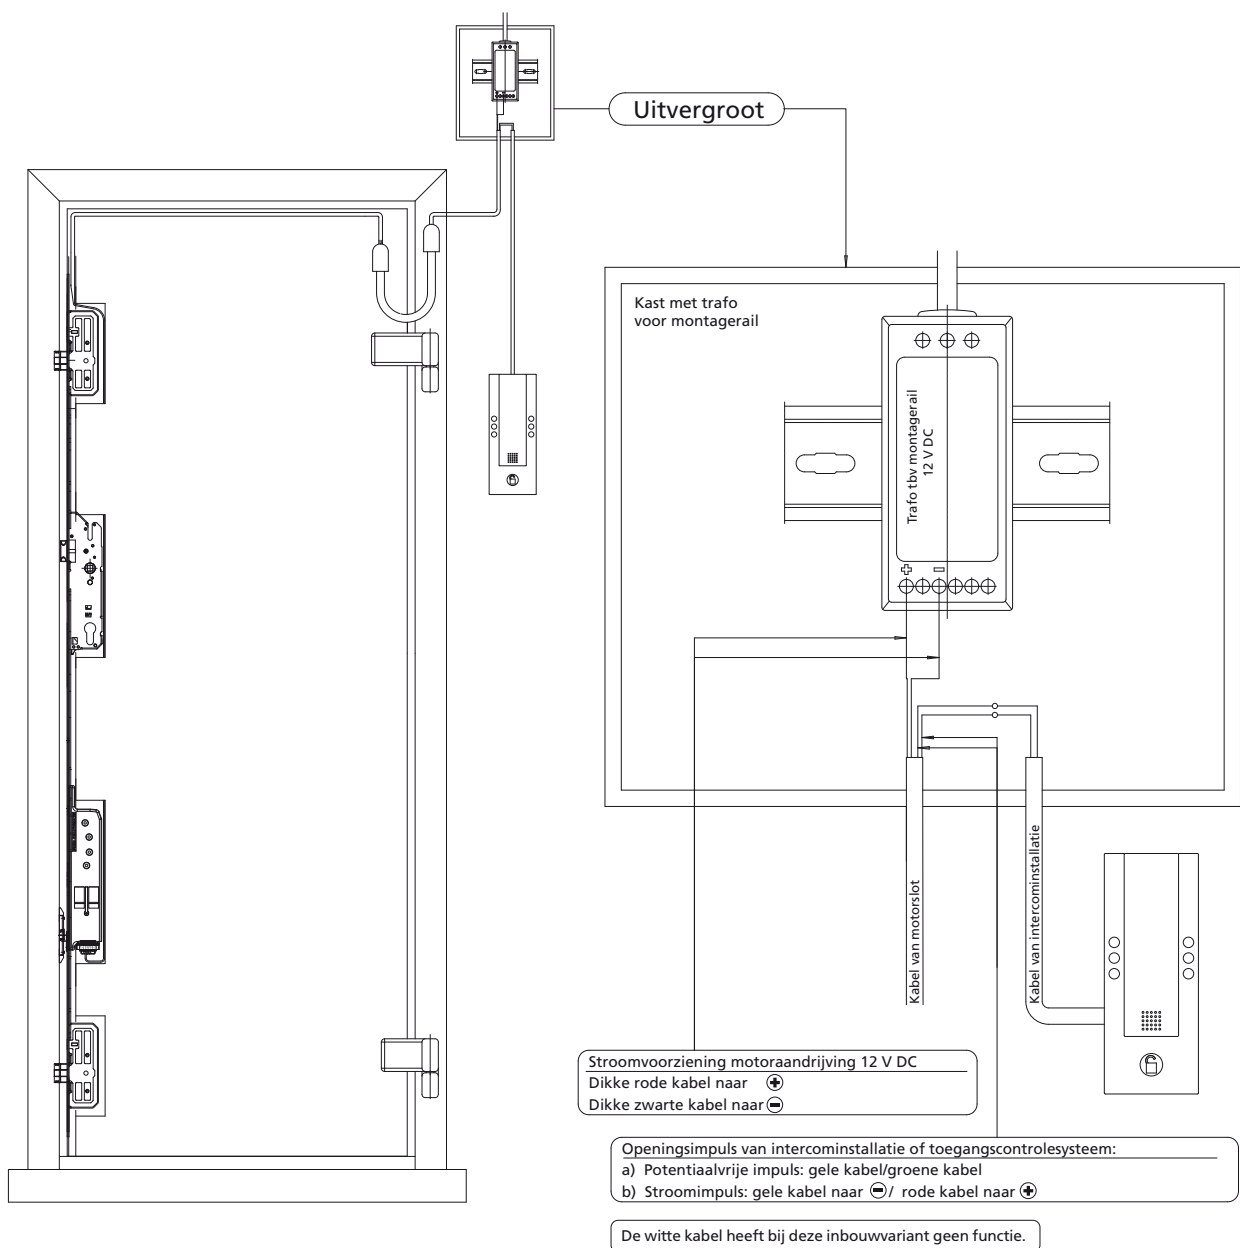 Uitvergroot
Kast met trafo
voor montagerail
Trafo tbv montagerail
12 V DC
Kabel van motorslot
Kabel van intercominstallatie
Stroomvoorziening motoraandrijving 12 V DC
Dikke rode kabel naar ⊕
Dikke zwarte kabel naar ⊖
Openingsimpuls van intercominstallatie of toegangscontrolesysteem:
a) Potentiaalvrije impuls: gele kabel/groene kabel
b) Stroomimpuls: gele kabel naar ⊖ / rode kabel naar ⊕
De witte kabel heeft bij deze inbouwvariant geen functie.